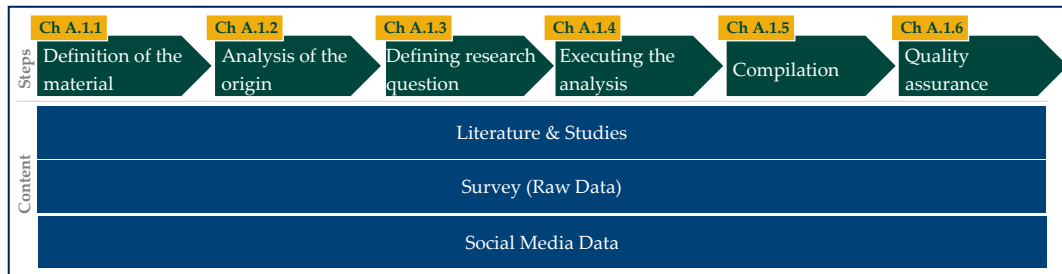 Ch A.1.1
Ch A.1.2
Ch A.1.3
Ch A.1.4
Ch A.1.5
Ch A.1.6
Steps
Definition of the
material
Analysis of the
origin
Defining research
question
Executing the
analysis
Compilation
Quality
assurance
Content
Literature & Studies
Survey (Raw Data)
Social Media Data